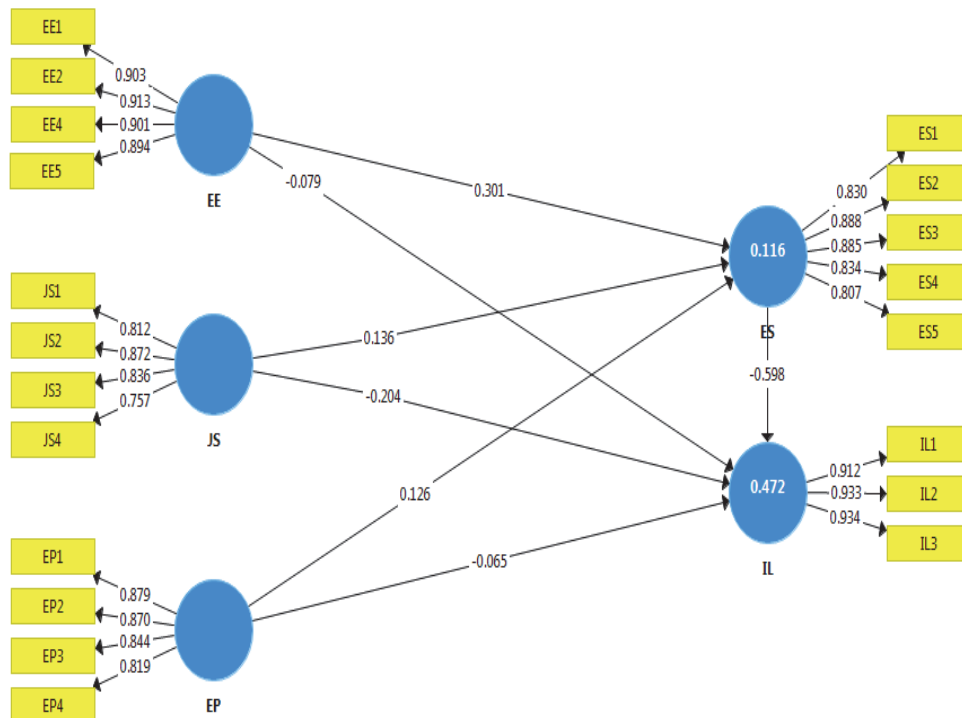 EE1
EE2
EE4
EE5
0.903
0.913
0.901
0.894
EE
-0.079
0.301
JS1
JS2
JS3
JS4
0.812
0.872
0.836
0.757
JS
0.136
-0.204
EP1
EP2
EP3
EP4
0.879
0.870
0.844
0.819
EP
0.126
-0.065
0.116
ES
-0.598
0.830
0.888
0.885
0.834
0.807
ES1
ES2
ES3
ES4
ES5
0.472
IL
0.912
0.933
0.934
IL1
IL2
IL3